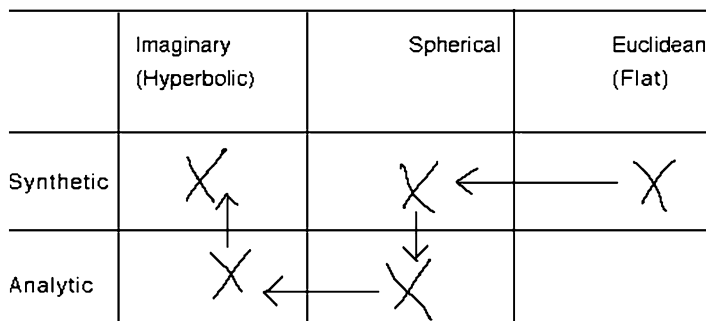 Imaginary
(Hyperbolic)
Spherical
Euclidean
(Flat)
Synthetic
X
X
X
Analytic
X
X